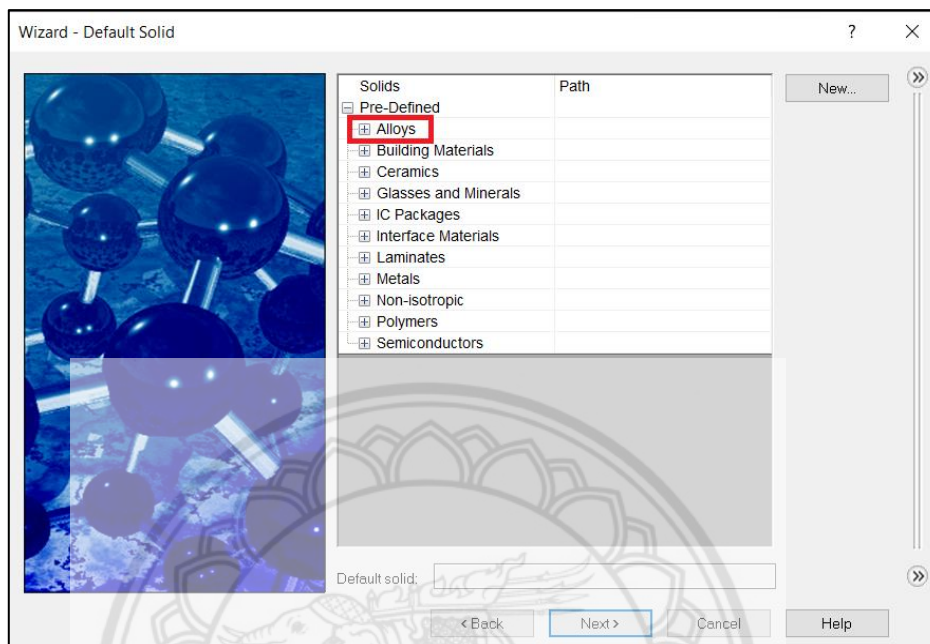 Wizard - Default Solid
Solids Path
New...
Pre-Defined
Alloys
Building Materials
Ceramics
Glasses and Minerals
IC Packages
Interface Materials
Laminates
Metals
Non-isotropic
Polymers
Semiconductors
Default solid:
< Back Next > Cancel Help